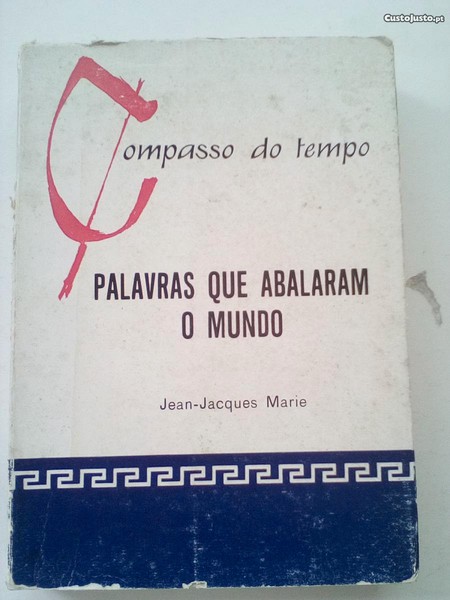 CustoJusto.pt
Compasso do tempo
PALAVRAS QUE ABALARAM
O MUNDO
Jean-Jacques Marie